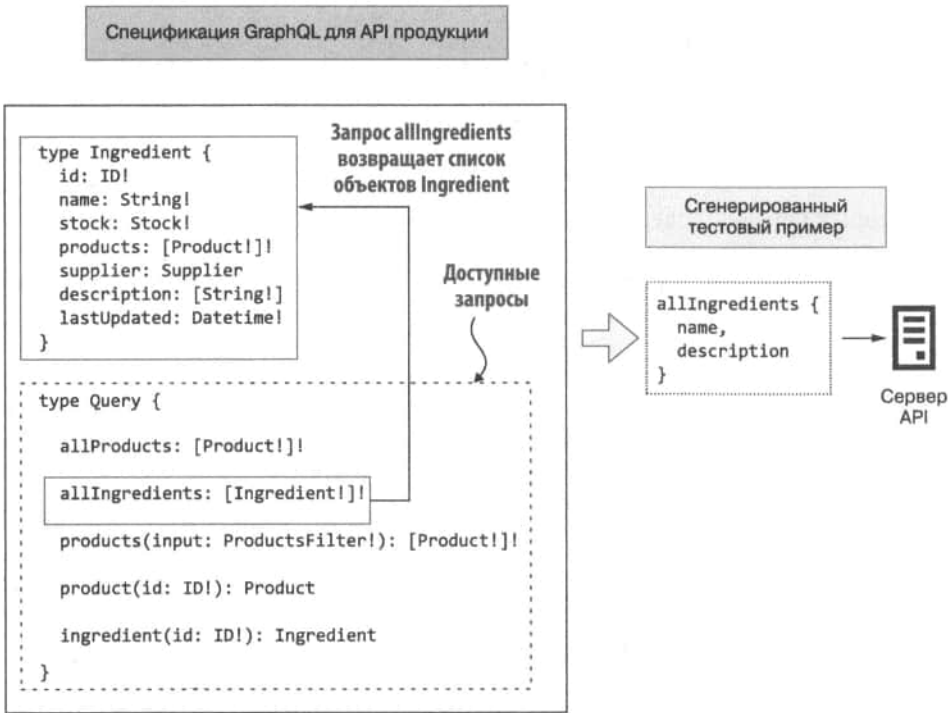 Спецификация GraphQL для API продукции
Запрос allIngredients
возвращает список
объектов Ingredient
type Ingredient {
id: ID!
name: String!
stock: Stock!
products: [Product!]!
supplier: Supplier
description: [String!]
lastUpdated: Datetime!
}
Доступные
запросы
type Query {
allProducts: [Product!]!
allIngredients: [Ingredient!]!
products(input: ProductsFilter!): [Product!]!
product(id: ID!): Product
ingredient(id: ID!): Ingredient
}
Сгенерированный
тестовый пример
allIngredients {
name,
description
}
Сервер
API